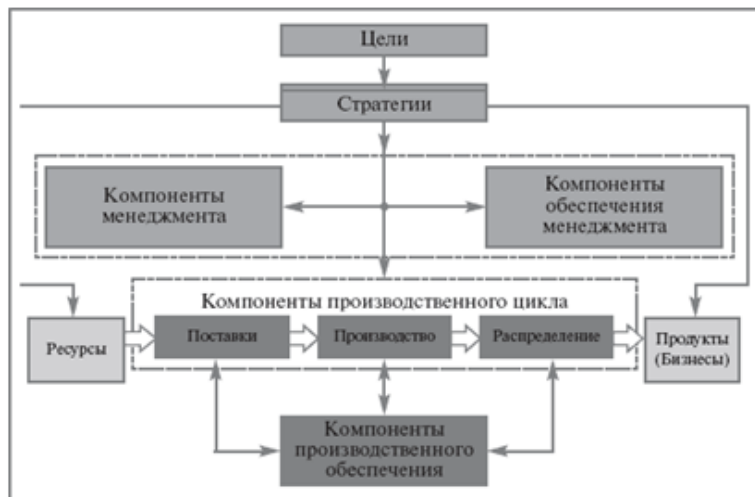 Цели
Стратегии
Компоненты
менеджмента
Компоненты
обеспечения
менеджмента
Компоненты производственного цикла
Ресурсы
Поставки
Производство
Распределение
Продукты
(Бизнесы)
Компоненты
производственного
обеспечения